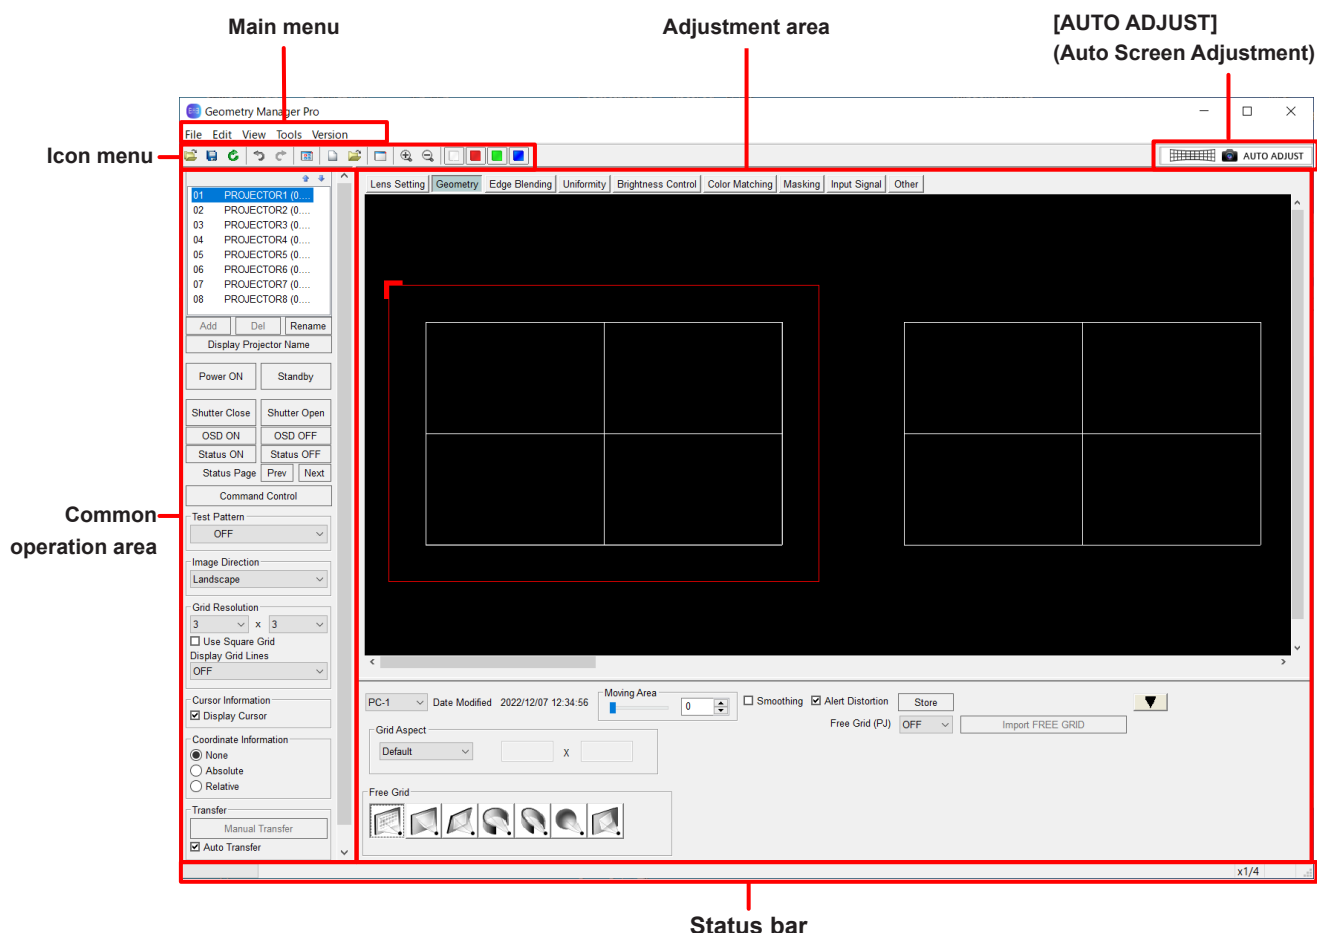 Main menu
Adjustment area
[AUTO ADJUST]
(Auto Screen Adjustment)
Geometry Manager Pro
File Edit View Tools Version
Icon menu
AUTO ADJUST
Lens Setting Geometry Edge Blending Uniformity Brightness Control Color Matching Masking Input Signal Other
01 PROJECTOR1 (0....
02 PROJECTOR2 (0....
03 PROJECTOR3 (0....
04 PROJECTOR4 (0....
05 PROJECTOR5 (0....
06 PROJECTOR6 (0....
07 PROJECTOR7 (0....
08 PROJECTOR8 (0....
Add Del Rename
Display Projector Name
Power ON Standby
Shutter Close Shutter Open
OSD ON OSD OFF
Status ON Status OFF
Status Page Prev Next
Command Control
Common
operation area
Test Pattern
OFF
Image Direction
Landscape
Grid Resolution
3 x 3
Use Square Grid
Display Grid Lines
OFF
Cursor Information
Display Cursor
Coordinate Information
None
Absolute
Relative
Transfer
Manual Transfer
Auto Transfer
PC-1 Date Modified 2022/12/07 12:34:56 Moving Area 0 Smoothing Alert Distortion Store
Free Grid (PJ) OFF Import FREE GRID
Grid Aspect
Default X
Free Grid
x1/4
Status bar